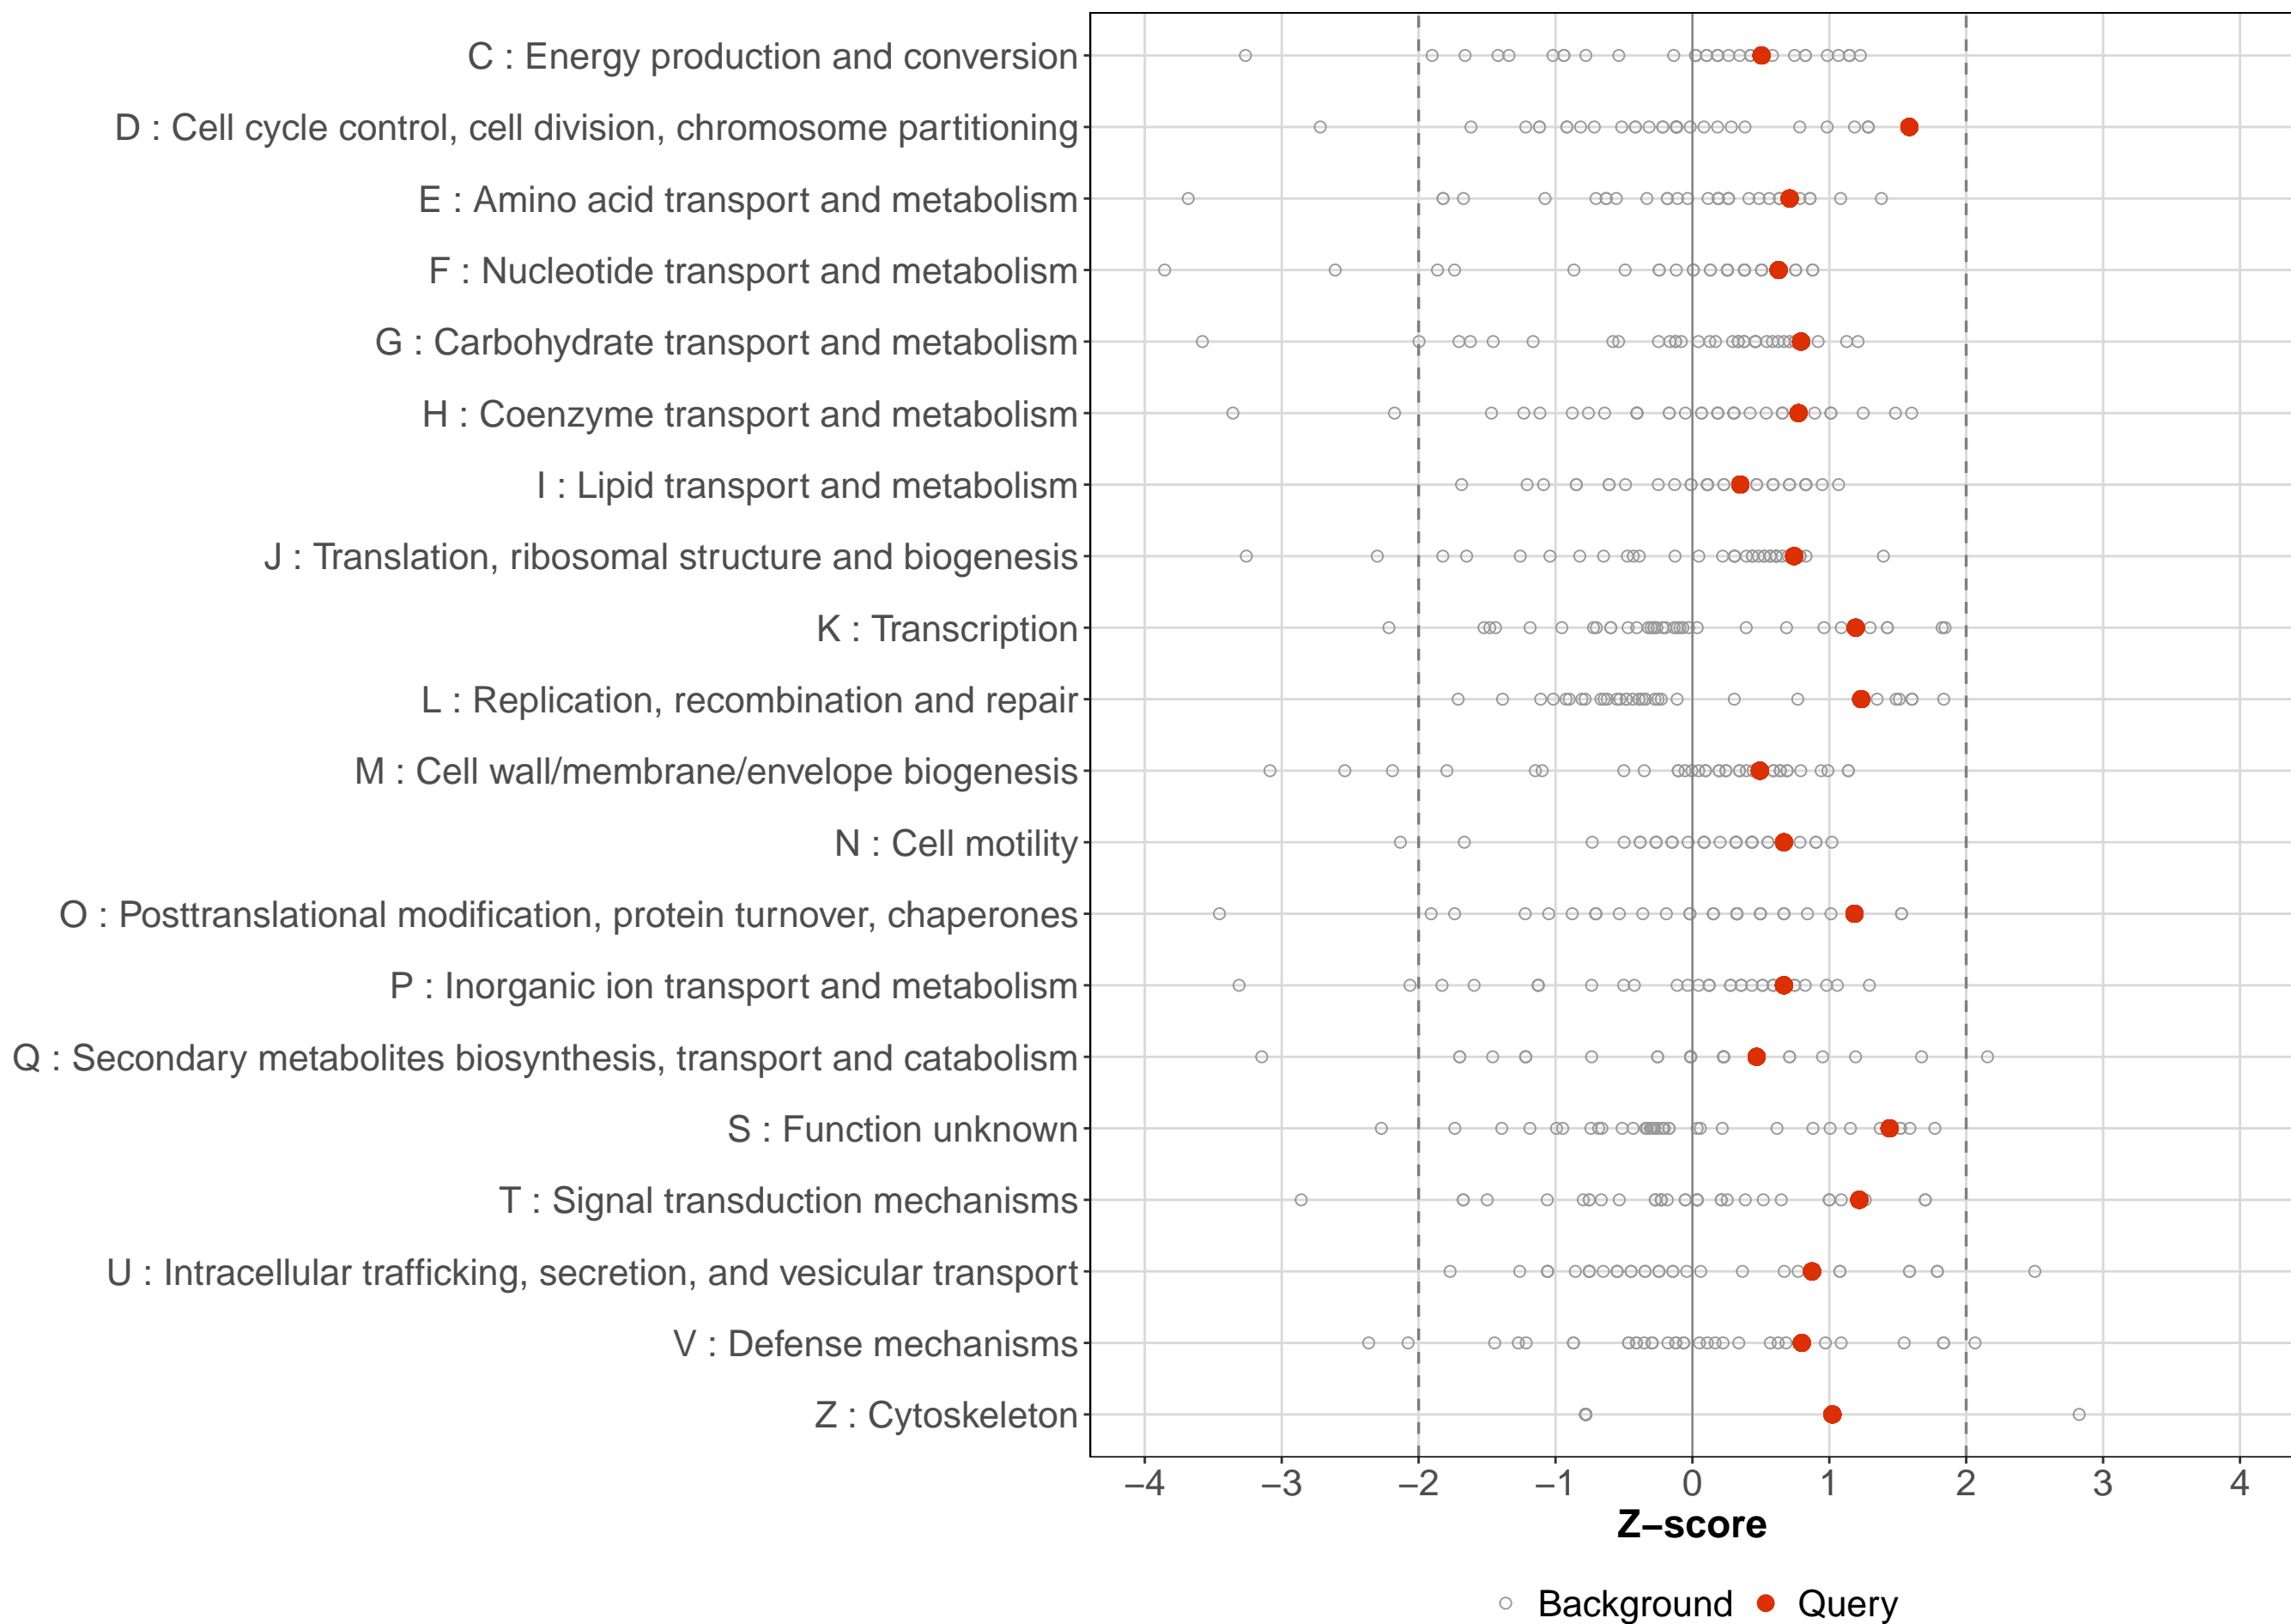 C : Energy production and conversion
D : Cell cycle control, cell division, chromosome partitioning
E : Amino acid transport and metabolism
F : Nucleotide transport and metabolism
G : Carbohydrate transport and metabolism
H : Coenzyme transport and metabolism
I : Lipid transport and metabolism
J : Translation, ribosomal structure and biogenesis
K : Transcription
L : Replication, recombination and repair
M : Cell wall/membrane/envelope biogenesis
N : Cell motility
O : Posttranslational modification, protein turnover, chaperones
P : Inorganic ion transport and metabolism
Q : Secondary metabolites biosynthesis, transport and catabolism
S : Function unknown
T : Signal transduction mechanisms
U : Intracellular trafficking, secretion, and vesicular transport
V : Defense mechanisms
Z : Cytoskeleton
−4 −3 −2 −1 0 1 2 3 4
Z−score
Background Query